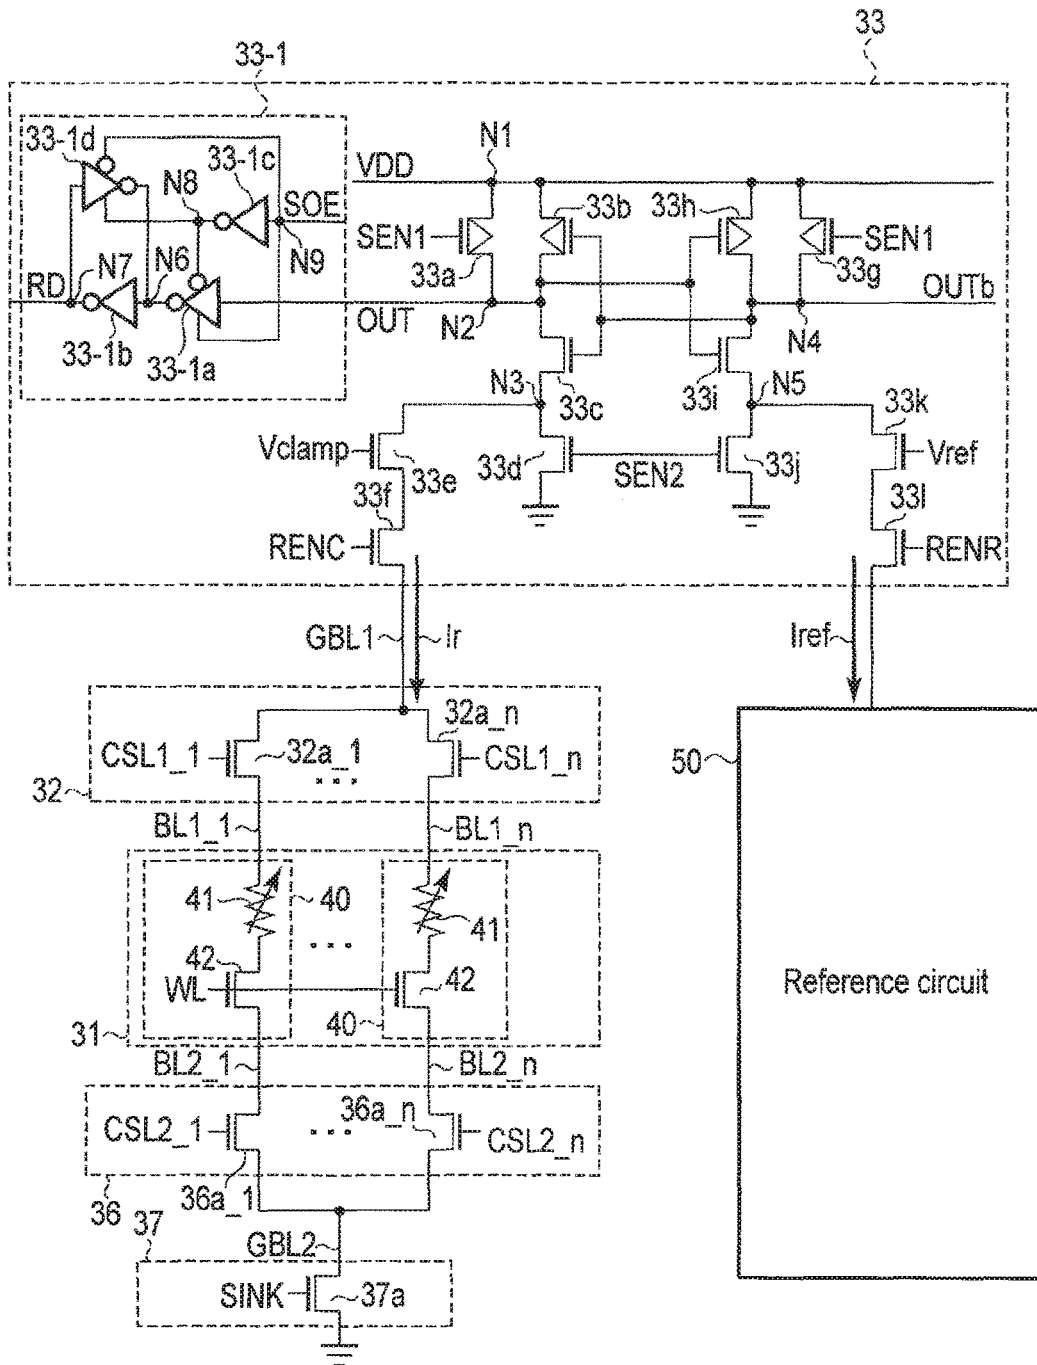 33
33-1
33-1d
33-1c
N8
SOE
N9
RD
N7
N6
33-1b
33-1a
N1
VDD
33b
33h
SEN1
SEN1
33a
33g
OUT
N2
OUTb
N4
N3
33c
33i
N5
33k
Vclamp
33e
33d
SEN2
33j
Vref
33f
33l
RENC
RENR
GBL1
Ir
Iref
32a_n
CSL1_1
32a_1
CSL1_n
...
32
50
BL1_1
BL1_n
41
40
41
...
42
42
WL
31
40
Reference circuit
BL2_1
BL2_n
CSL2_1
...
36a_n
CSL2_n
36a_1
36
37
GBL2
SINK
37a